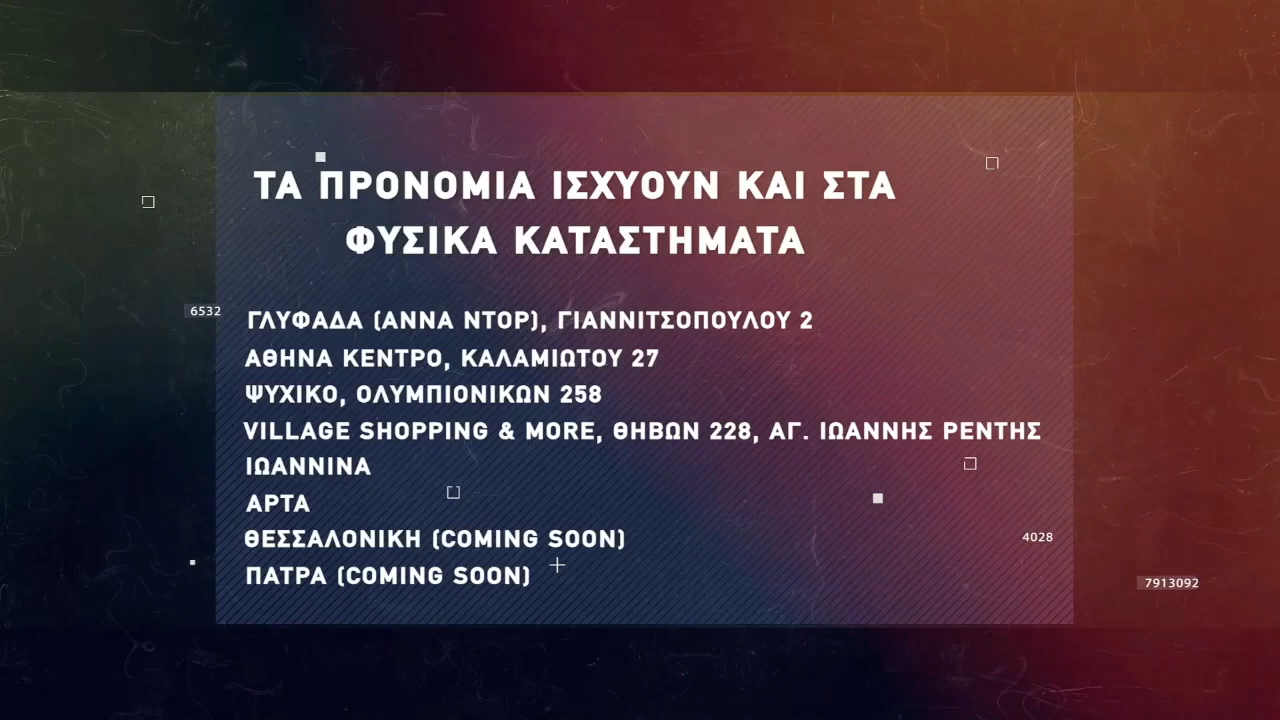 ΤΑ ΠΡΟΝΟΜΙΑ ΙΣΧΥΟΥΝ ΚΑΙ ΣΤΑ
ΦΥΣΙΚΑ ΚΑΤΑΣΤΗΜΑΤΑ
6532
ΓΛΥΦΑΔΑ (ΑΝΝΑ ΝΤΟΡ), ΓΙΑΝΝΙΤΣΟΠΟΥΛΟΥ 2
ΑΘΗΝΑ ΚΕΝΤΡΟ, ΚΑΛΑΜΙΩΤΟΥ 27
ΨΥΧΙΚΟ, ΟΛΥΜΠΙΟΝΙΚΩΝ 258
VILLAGE SHOPPING & MORE, ΘΗΒΩΝ 228, ΑΓ. ΙΩΑΝΝΗΣ ΡΕΝΤΗΣ
ΙΩΑΝΝΙΝΑ
ΑΡΤΑ
ΘΕΣΣΑΛΟΝΙΚΗ (COMING SOON)
4028
ΠΑΤΡΑ (COMING SOON)
7913092